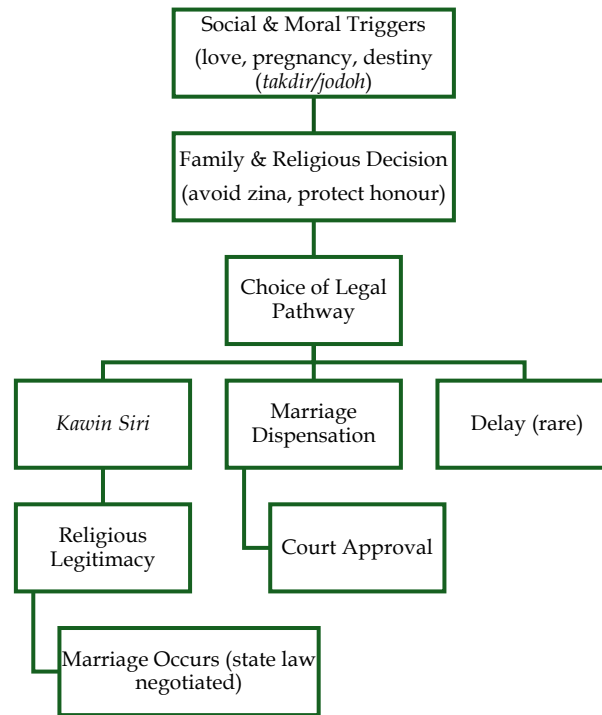 Social & Moral Triggers
(love, pregnancy, destiny
(takdir/jodoh)
Family & Religious Decision
(avoid zina, protect honour)
Choice of Legal
Pathway
Kawin Siri
Marriage
Dispensation
Delay (rare)
Religious
Legitimacy
Court Approval
Marriage Occurs (state law
negotiated)